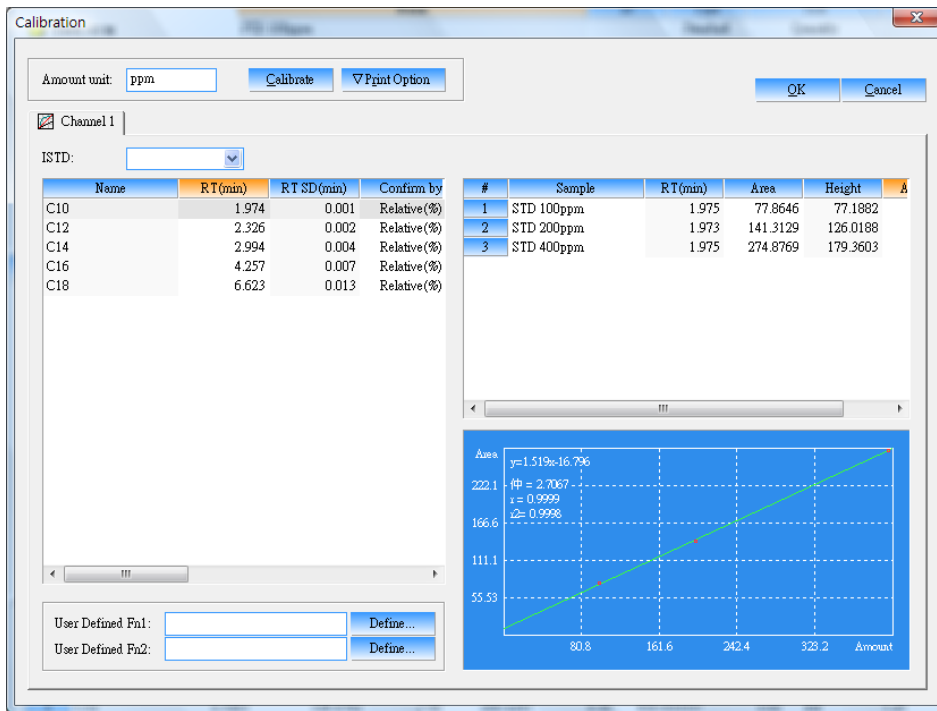 Calibration
Amount unit: ppm Calibrate ▽Print Option
OK Cancel
Channel 1
ISTD:
Name RT(min) RT SD(min) Confirm by
C10 1.974 0.001 Relative(%)
C12 2.326 0.002 Relative(%)
C14 2.994 0.004 Relative(%)
C16 4.257 0.007 Relative(%)
C18 6.623 0.013 Relative(%)
# Sample RT(min) Area Height A
1 STD 100ppm 1.975 77.8646 77.1882
2 STD 200ppm 1.973 141.3129 126.0188
3 STD 400ppm 1.975 274.8769 179.3603
Area
y=1.519x-16.796
仲 = 2.7067
r = 0.9999
r2= 0.9998
222.1
166.6
111.1
55.53
80.8 161.6 242.4 323.2 Amount
User Defined Fn1: Define...
User Defined Fn2: Define...